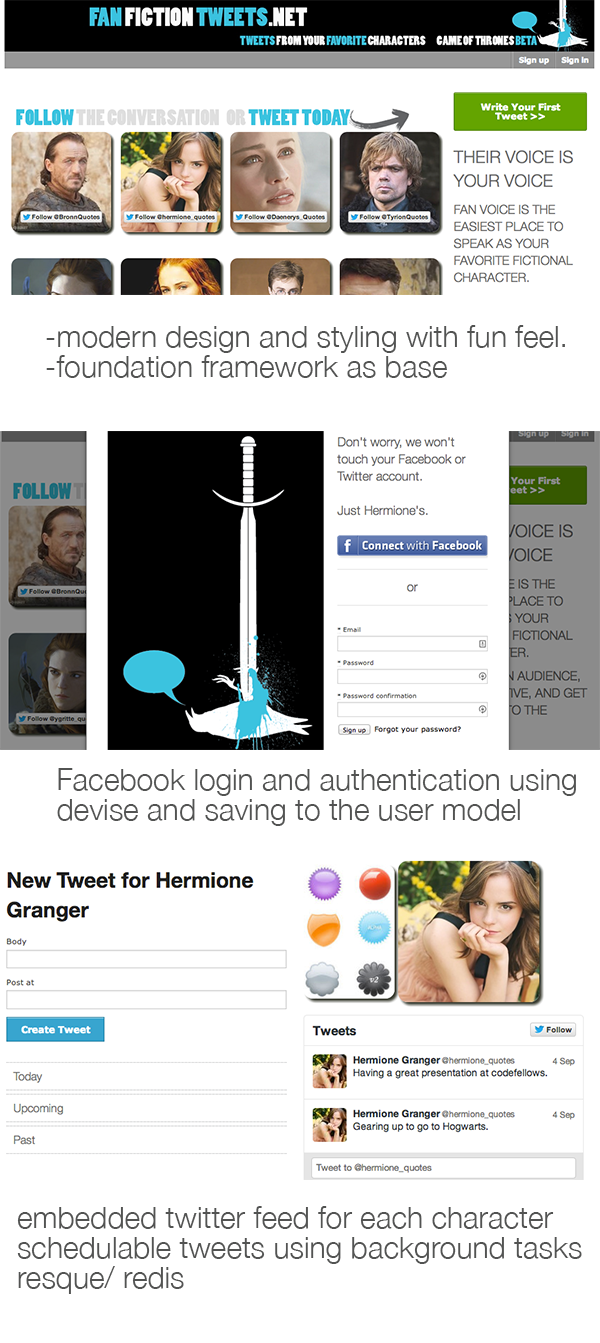 FAN FICTION TWEETS.NET
TWEETS FROM YOUR FAVORITE CHARACTERS GAME OF THRONES BETA
Sign up Sign in
FOLLOW THE CONVERSATION OR TWEET TODAY
Write Your First
Tweet >>
Follow @BronnQuotes
Follow @hermione_quotes
Follow @Daenerys_Quotes
Follow @TyrionQuotes
THEIR VOICE IS
YOUR VOICE
FAN VOICE IS THE
EASIEST PLACE TO
SPEAK AS YOUR
FAVORITE FICTIONAL
CHARACTER.
-modern design and styling with fun feel.
-foundation framework as base
Sign up Sign in
FOLLOW T
Follow @BronnQu
Follow @ygritte_qu
Don't worry, we won't
touch your Facebook or
Twitter account.
Just Hermione's.
f Connect with Facebook
or
* Email
* Password
* Password confirmation
Sign up Forgot your password?
Your First
eet >>
VOICE IS
VOICE
E IS THE
PLACE TO
YOUR
FICTIONAL
ER.
N AUDIENCE,
IVE, AND GET
O THE
Facebook login and authentication using
devise and saving to the user model
New Tweet for Hermione
Granger
Body
Post at
Create Tweet
Today
Upcoming
Past
v2
Tweets
Follow
Hermione Granger @hermione_quotes 4 Sep
Having a great presentation at codefellows.
Hermione Granger @hermione_quotes 4 Sep
Gearing up to go to Hogwarts.
Tweet to @hermione_quotes
embedded twitter feed for each character
schedulable tweets using background tasks
resque/ redis